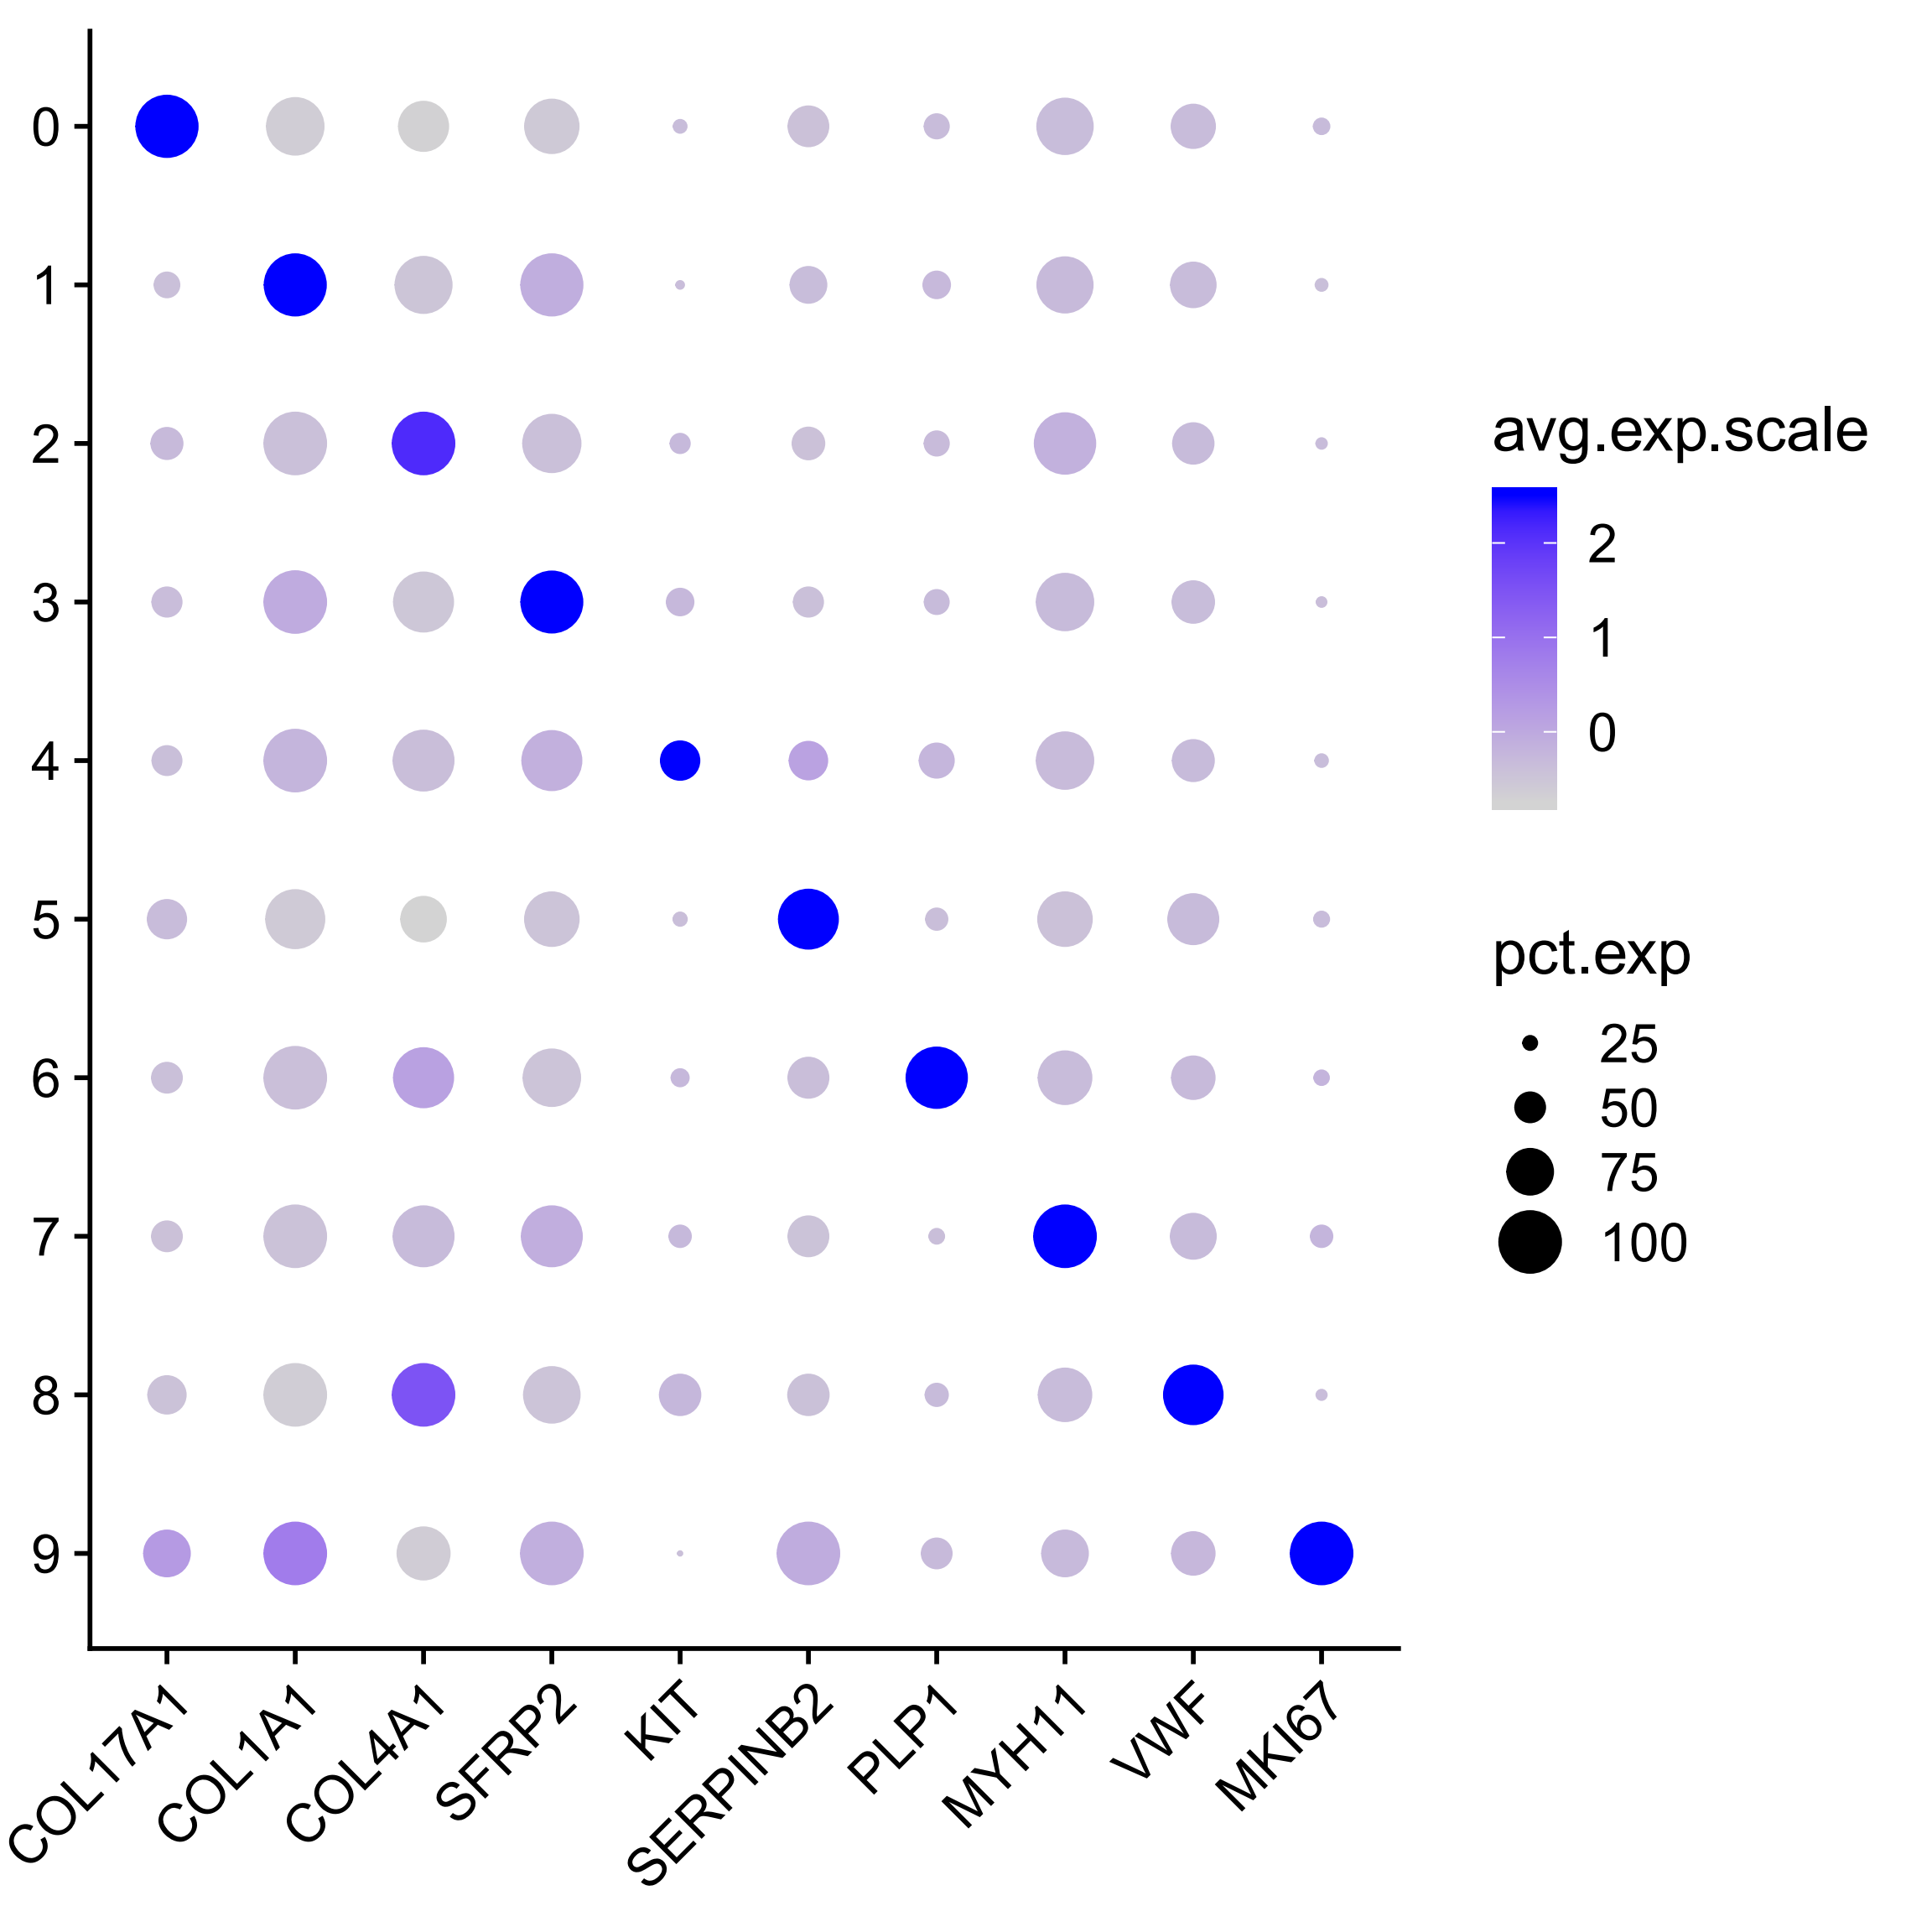 0
1
2
3
4
5
6
7
8
9
COL17A1
COL1A1
COL4A1
SFRP2
KIT
SERPINB2
PLP1
MYH11
VWF
MKI67
avg.exp.scale
2
1
0
pct.exp
25
50
75
100